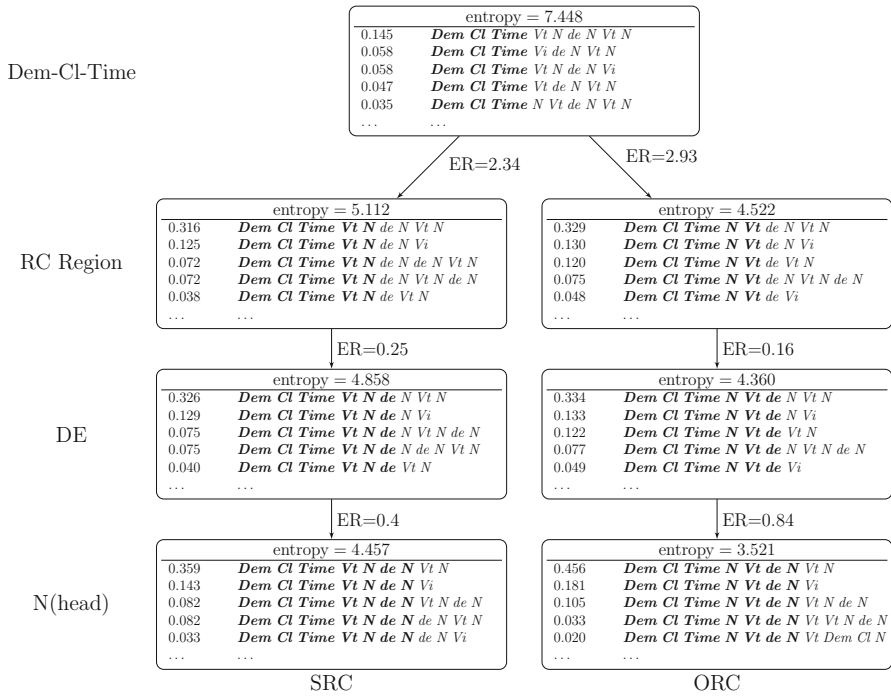 entropy = 7.448
0.145 Dem Cl Time Vt N de N Vt N
0.058 Dem Cl Time Vi de N Vt N
0.058 Dem Cl Time Vt N de N Vi
0.047 Dem Cl Time Vt de N Vt N
0.035 Dem Cl Time N Vt de N Vt N
... ...
Dem-Cl-Time
ER=2.34
ER=2.93
RC Region
entropy = 5.112
0.316 Dem Cl Time Vt N de N Vt N
0.125 Dem Cl Time Vt N de N Vi
0.072 Dem Cl Time Vt N de N de N Vt N
0.072 Dem Cl Time Vt N de N Vt N de N
0.038 Dem Cl Time Vt N de Vt N
... ...
entropy = 4.522
0.329 Dem Cl Time N Vt de N Vt N
0.130 Dem Cl Time N Vt de N Vi
0.120 Dem Cl Time N Vt de Vt N
0.075 Dem Cl Time N Vt de N Vt N de N
0.048 Dem Cl Time N Vt de Vi
... ...
ER=0.25
ER=0.16
DE
entropy = 4.858
0.326 Dem Cl Time Vt N de N Vt N
0.129 Dem Cl Time Vt N de N Vi
0.075 Dem Cl Time Vt N de N Vt N de N
0.075 Dem Cl Time Vt N de N de N Vt N
0.040 Dem Cl Time Vt N de Vt N
... ...
entropy = 4.360
0.334 Dem Cl Time N Vt de N Vt N
0.133 Dem Cl Time N Vt de N Vi
0.122 Dem Cl Time N Vt de Vt N
0.077 Dem Cl Time N Vt de N Vt N de N
0.049 Dem Cl Time N Vt de Vi
... ...
ER=0.4
ER=0.84
N(head)
entropy = 4.457
0.359 Dem Cl Time Vt N de N Vt N
0.143 Dem Cl Time Vt N de N Vi
0.082 Dem Cl Time Vt N de N Vt N de N
0.082 Dem Cl Time Vt N de N de N Vt N
0.033 Dem Cl Time Vt N de N de N Vi
... ...
entropy = 3.521
0.456 Dem Cl Time N Vt de N Vt N
0.181 Dem Cl Time N Vt de N Vi
0.105 Dem Cl Time N Vt de N Vt N de N
0.033 Dem Cl Time N Vt de N Vt Vt N de N
0.020 Dem Cl Time N Vt de N Vt Dem Cl N
... ...
SRC
ORC